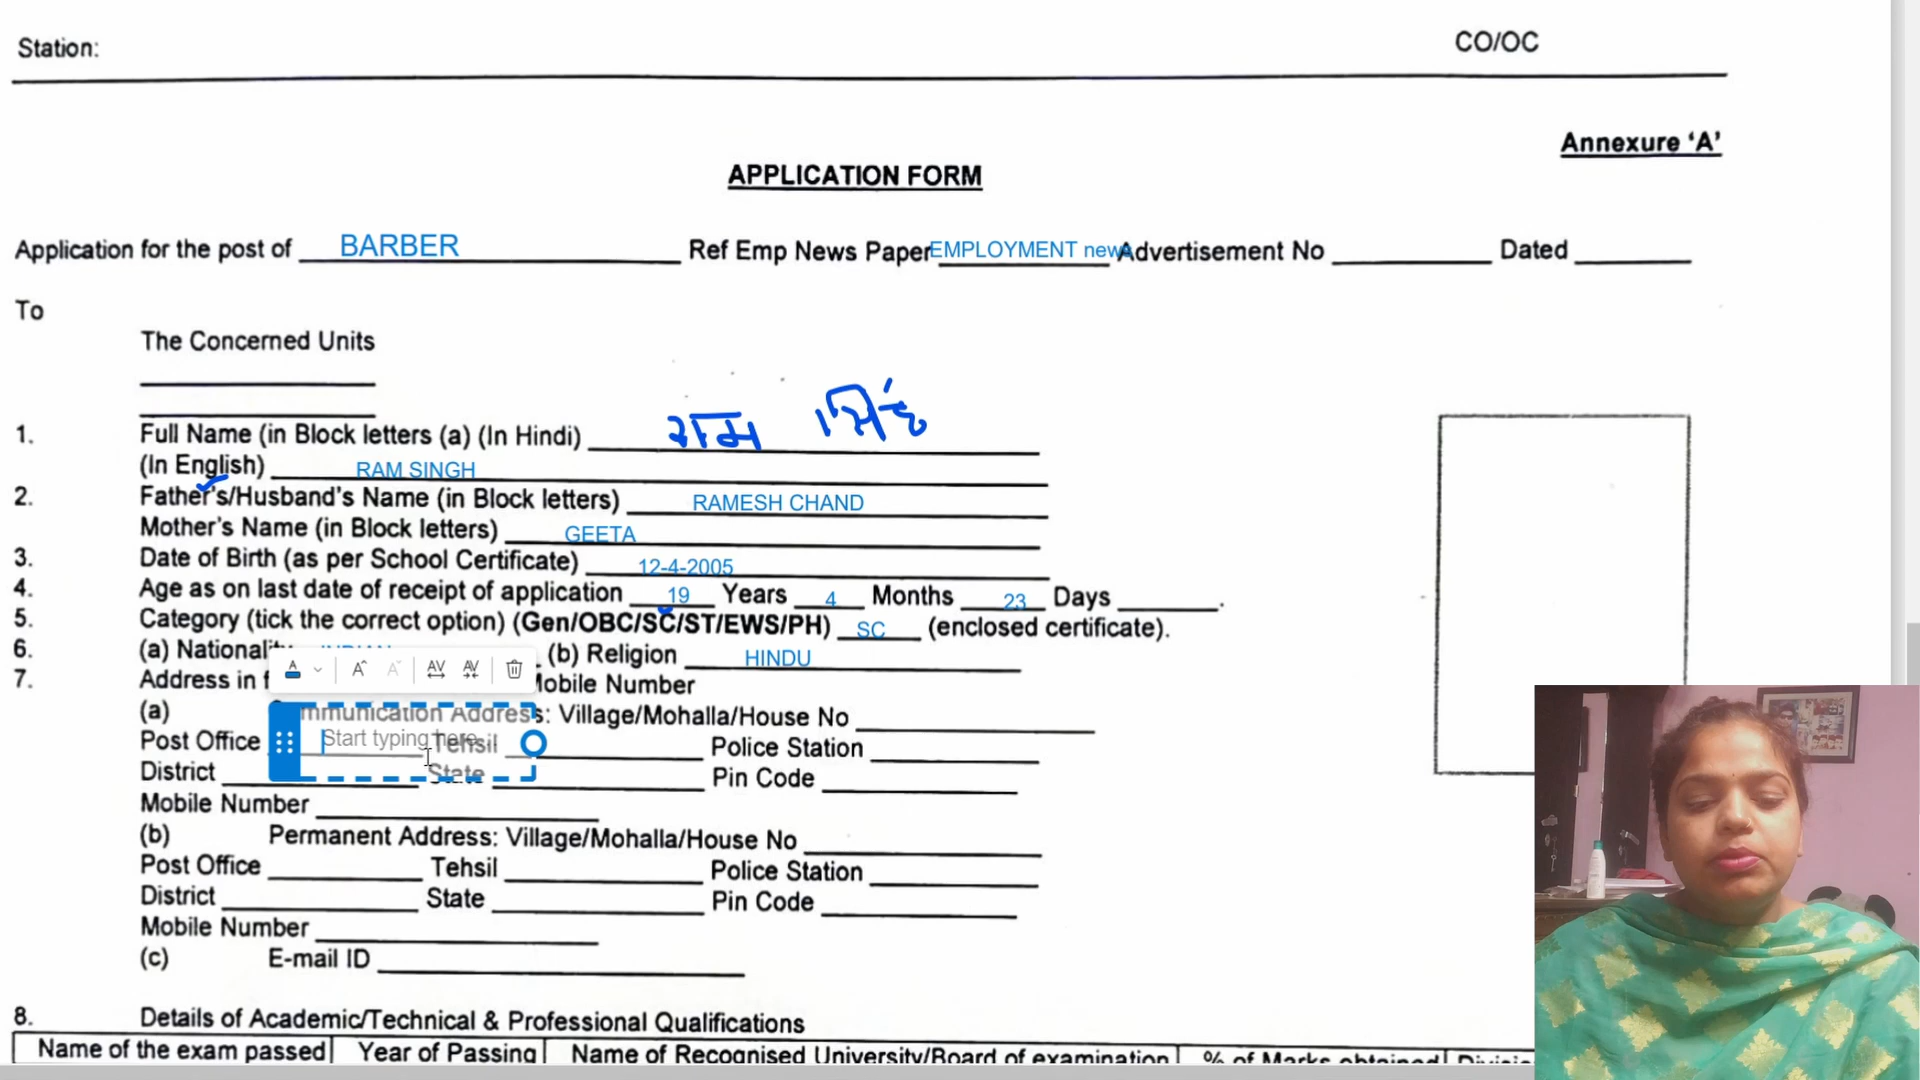 Station: CO/OC
Annexure ‘A’
APPLICATION FORM
Application for the post of BARBER Ref Emp News Paper EMPLOYMENT news Advertisement No Dated
To
The Concerned Units
1. Full Name (in Block letters (a) (In Hindi) राम सिंह
(In English) RAM SINGH
2. Father’s/Husband’s Name (in Block letters) RAMESH CHAND
Mother’s Name (in Block letters) GEETA
3. Date of Birth (as per School Certificate) 12-4-2005
4. Age as on last date of receipt of application 19 Years 4 Months 23 Days .
5. Category (tick the correct option) (Gen/OBC/SC/ST/EWS/PH) SC (enclosed certificate).
6. (a) Nationality (b) Religion HINDU
7. Address in Mobile Number
(a) Communication Address: Village/Mohalla/House No
Post Office Start typing here Tehsil Police Station
District State Pin Code
Mobile Number
(b) Permanent Address: Village/Mohalla/House No
Post Office Tehsil Police Station
District State Pin Code
Mobile Number
(c) E-mail ID
8. Details of Academic/Technical & Professional Qualifications
Name of the exam passed Year of Passing Name of Recognised University/Board of examination % of Marks obtained